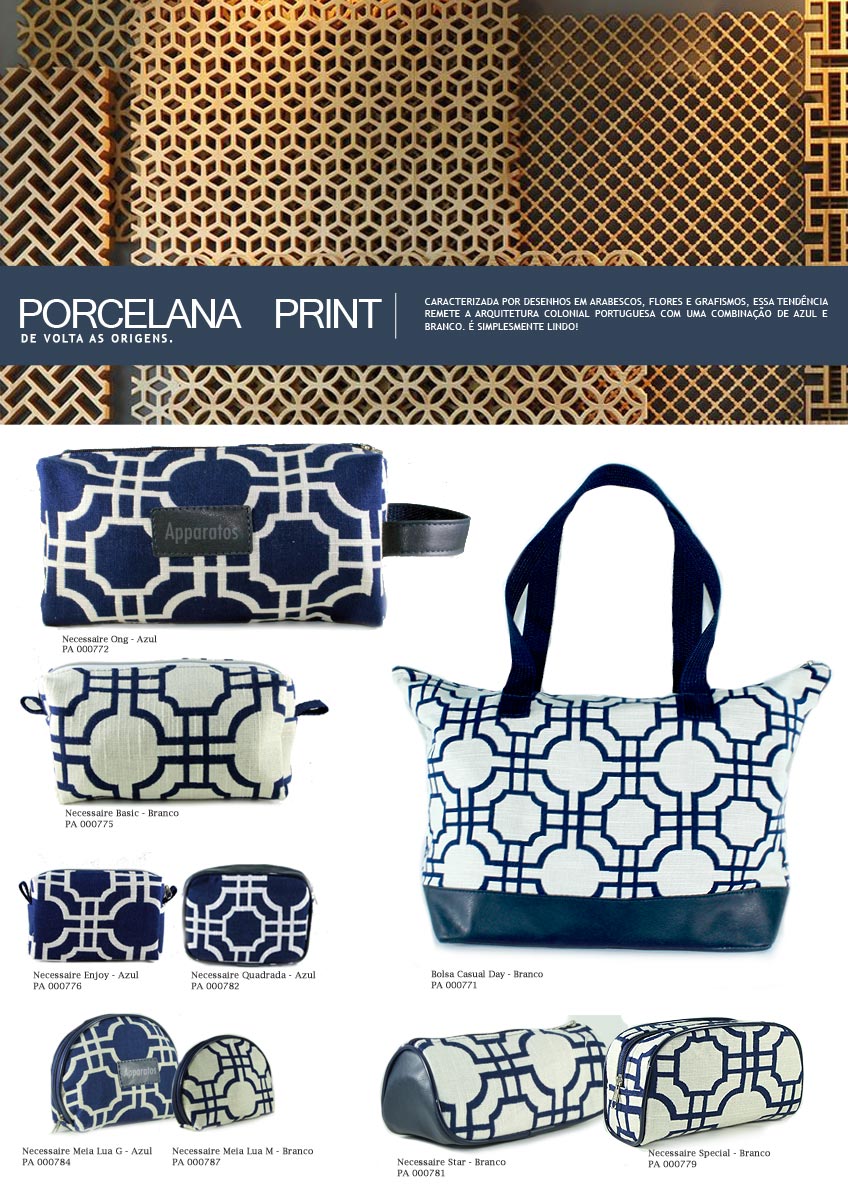 PORCELANA PRINT
DE VOLTA AS ORIGENS.
CARACTERIZADA POR DESENHOS EM ARABESCOS, FLORES E GRAFISMOS, ESSA TENDÊNCIA
REMETE A ARQUITETURA COLONIAL PORTUGUESA COM UMA COMBINAÇÃO DE AZUL E
BRANCO. É SIMPLESMENTE LINDO!
Apparatos
Necessaire Ong - Azul
PA 000772
Necessaire Basic - Branco
PA 000775
Necessaire Enjoy - Azul
PA 000776
Necessaire Quadrada - Azul
PA 000782
Bolsa Casual Day - Branco
PA 000771
Apparatos
Necessaire Meia Lua G - Azul
PA 000784
Necessaire Meia Lua M - Branco
PA 000787
Necessaire Star - Branco
PA 000781
Necessaire Special - Branco
PA 000779